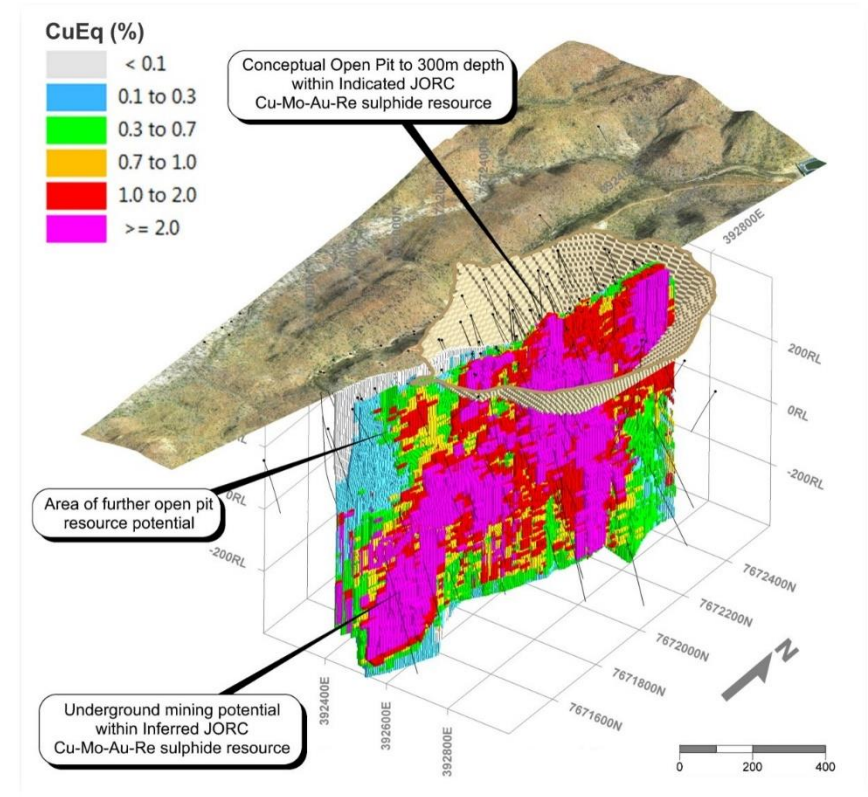 CuEq (%)
< 0.1
0.1 to 0.3
0.3 to 0.7
0.7 to 1.0
1.0 to 2.0
>= 2.0
Conceptual Open Pit to 300m depth
within Indicated JORC
Cu-Mo-Au-Re sulphide resource
392800E
200RL
0RL
-200RL
Area of further open pit
resource potential
-200RL
7672400N
7672200N
7672000N
7671800N
7671600N
N
Underground mining potential
within Inferred JORC
Cu-Mo-Au-Re sulphide resource
392400E
392600E
392800E
0
200
400